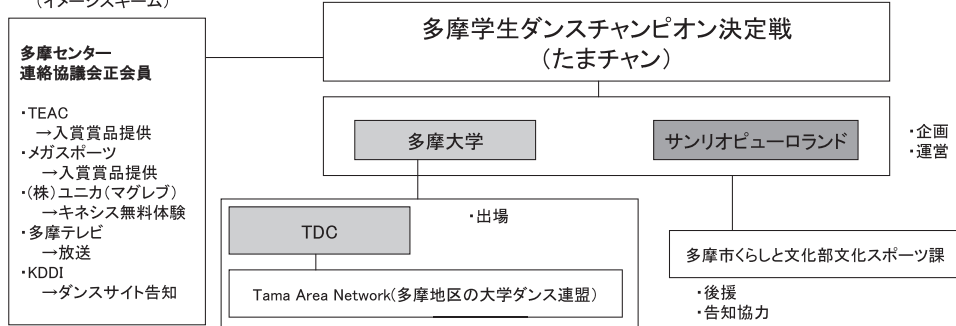 （イメージスキーム）
多摩センター
連絡協議会正会員
・TEAC
→入賞賞品提供
・メガスポーツ
→入賞賞品提供
・(株)ユニカ(マグレブ)
→キネシス無料体験
・多摩テレビ
→放送
・KDDI
→ダンスサイト告知
多摩学生ダンスチャンピオン決定戦
(たまチャン)
多摩大学
サンリオピューロランド
・企画
・運営
TDC
・出場
Tama Area Network(多摩地区の大学ダンス連盟)
多摩市くらしと文化部文化スポーツ課
・後援
・告知協力